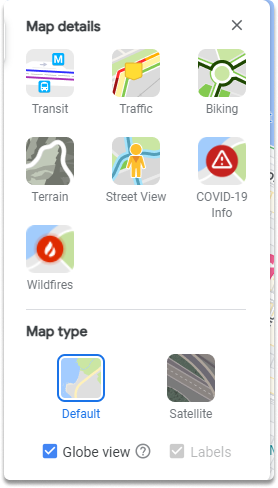 Map details
M
Transit Traffic Biking
Terrain Street View COVID-19
Info
Wildfires
Map type
Default Satellite
Globe view ? Labels